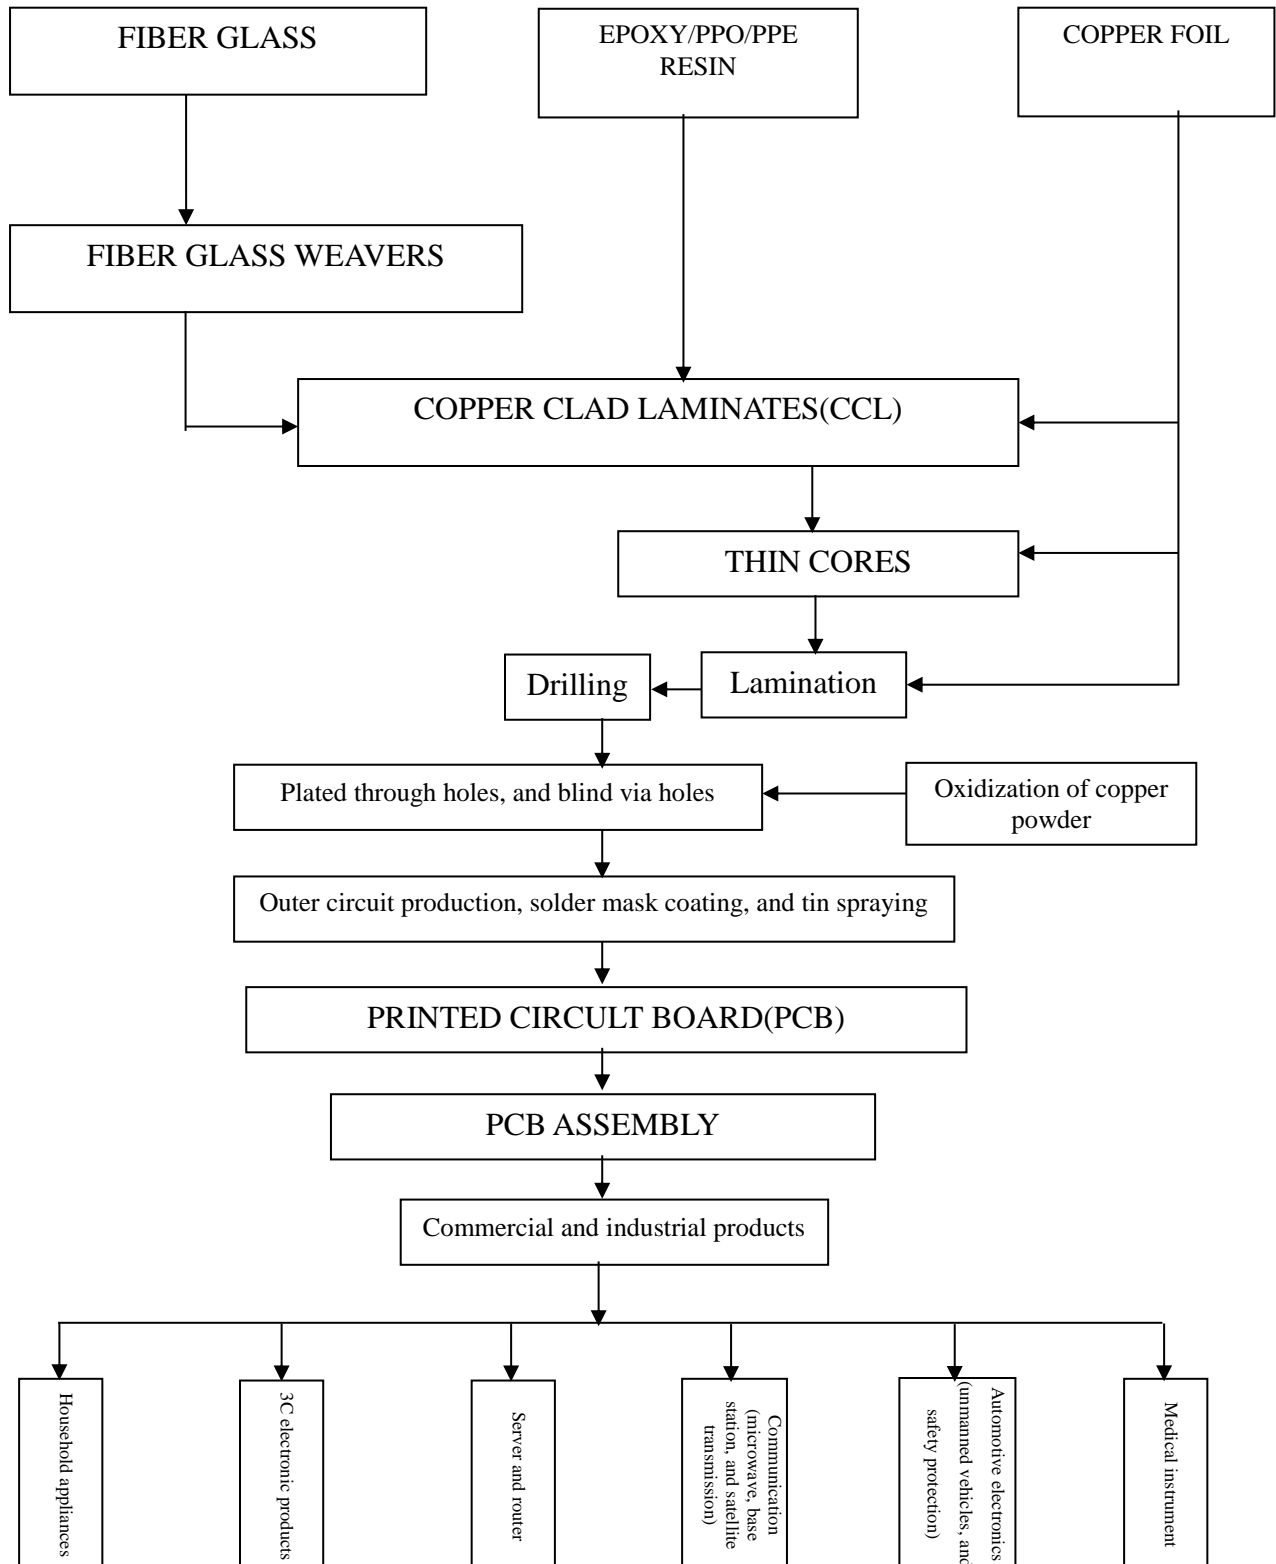 FIBER GLASS
EPOXY/PPO/PPE
RESIN
COPPER FOIL
FIBER GLASS WEAVERS
COPPER CLAD LAMINATES(CCL)
THIN CORES
Drilling
Lamination
Plated through holes, and blind via holes
Oxidization of copper
powder
Outer circuit production, solder mask coating, and tin spraying
PRINTED CIRCULT BOARD(PCB)
PCB ASSEMBLY
Commercial and industrial products
Household appliances
3C electronic products
Server and router
Communication
(microwave, base
station, and satellite
transmission)
Automotive electronics
(unmanned vehicles, and
safety protection)
Medical instrument